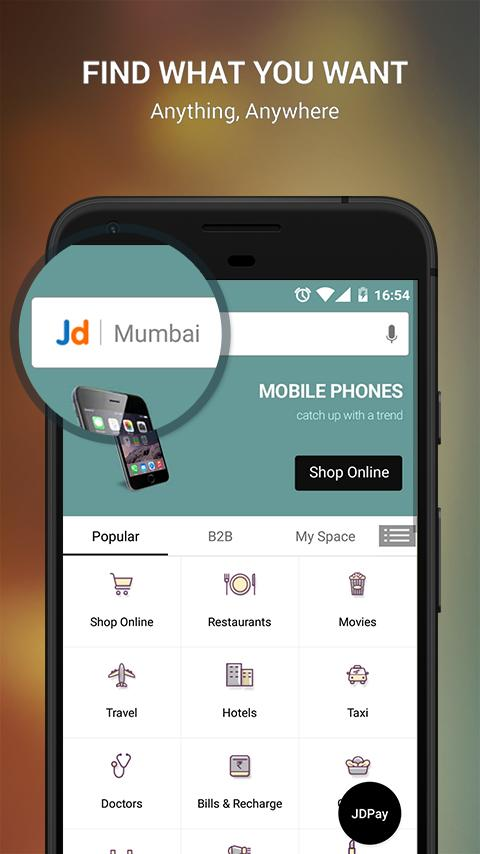 FIND WHAT YOU WANT
Anything, Anywhere
16:54
Jd | Mumbai
MOBILE PHONES
catch up with a trend
Shop Online
Popular
B2B
My Space
Shop Online
Restaurants
Movies
Travel
Hotels
Taxi
Doctors
Bills & Recharge
JDPay